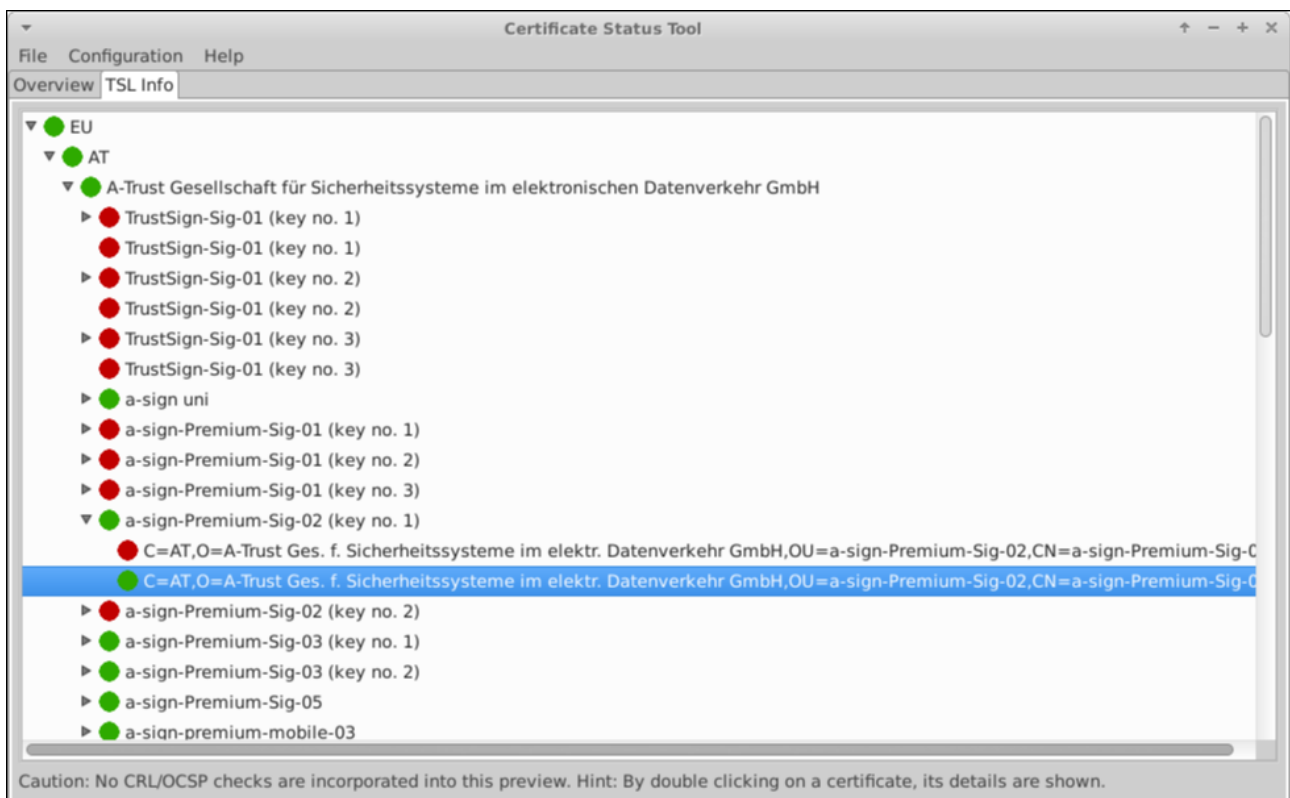 Certificate Status Tool
File Configuration Help
Overview TSL Info
EU
AT
A-Trust Gesellschaft für Sicherheitssysteme im elektronischen Datenverkehr GmbH
TrustSign-Sig-01 (key no. 1)
TrustSign-Sig-01 (key no. 1)
TrustSign-Sig-01 (key no. 2)
TrustSign-Sig-01 (key no. 2)
TrustSign-Sig-01 (key no. 3)
TrustSign-Sig-01 (key no. 3)
a-sign uni
a-sign-Premium-Sig-01 (key no. 1)
a-sign-Premium-Sig-01 (key no. 2)
a-sign-Premium-Sig-01 (key no. 3)
a-sign-Premium-Sig-02 (key no. 1)
C=AT,O=A-Trust Ges. f. Sicherheitssysteme im elektr. Datenverkehr GmbH,OU=a-sign-Premium-Sig-02,CN=a-sign-Premium-Sig-0
C=AT,O=A-Trust Ges. f. Sicherheitssysteme im elektr. Datenverkehr GmbH,OU=a-sign-Premium-Sig-02,CN=a-sign-Premium-Sig-0
a-sign-Premium-Sig-02 (key no. 2)
a-sign-Premium-Sig-03 (key no. 1)
a-sign-Premium-Sig-03 (key no. 2)
a-sign-Premium-Sig-05
a-sign-premium-mobile-03
Caution: No CRL/OCSP checks are incorporated into this preview. Hint: By double clicking on a certificate, its details are shown.